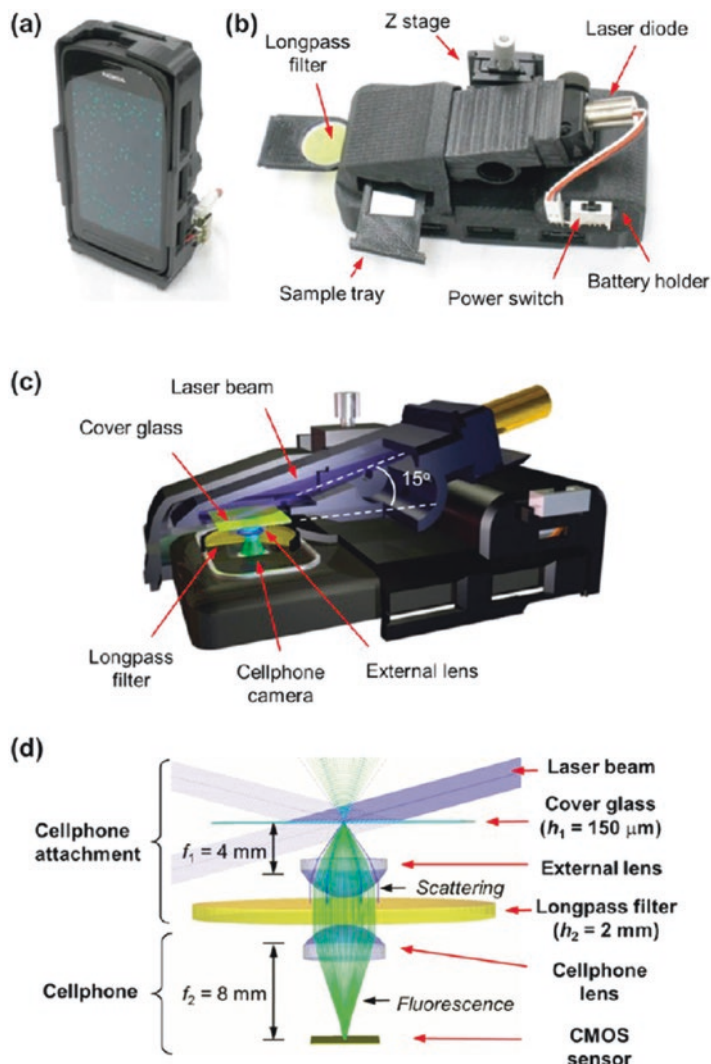 (a)
NOKIA
(b)
Longpass
filter
Z stage
Laser diode
Sample tray
Power switch
Battery holder
(c)
Laser beam
Cover glass
15°
Longpass
filter
Cellphone
camera
External lens
(d)
Cellphone
attachment
f₁ = 4 mm
Laser beam
Cover glass
(h₁ = 150 μm)
External lens
Scattering
Longpass filter
(h₂ = 2 mm)
Cellphone
f₂ = 8 mm
Cellphone
lens
Fluorescence
CMOS
sensor